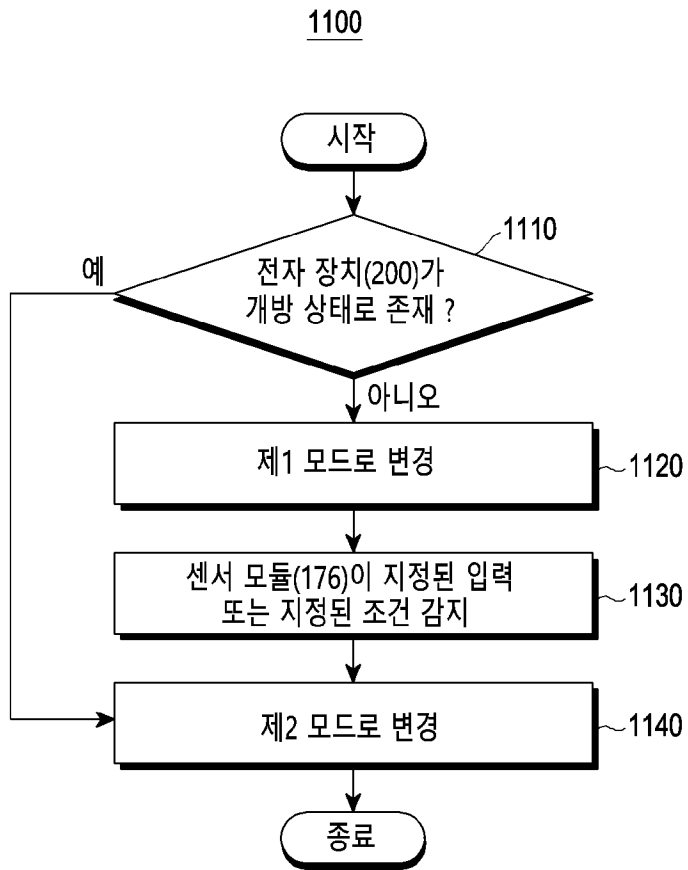 1100
시작
1110
예
전자 장치(200)가
개방 상태로 존재 ?
아니오
제1 모드로 변경
1120
센서 모듈(176)이 지정된 입력
또는 지정된 조건 감지
1130
제2 모드로 변경
1140
종료